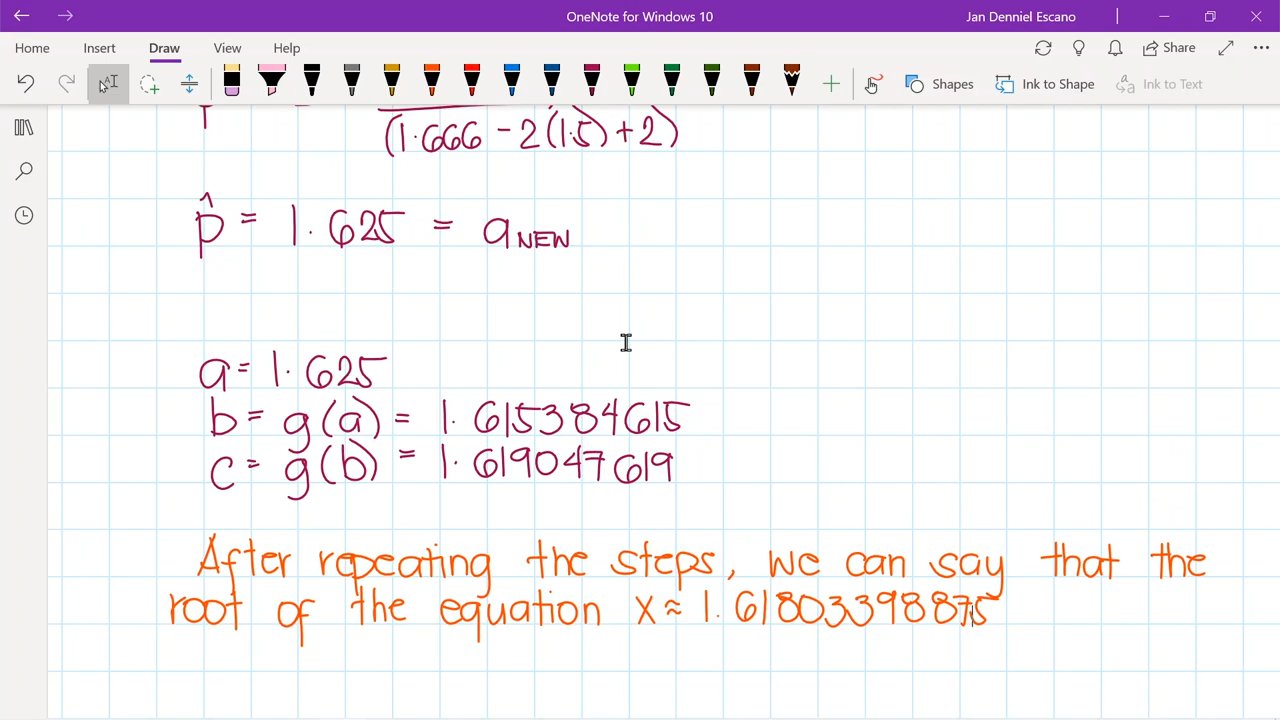 OneNote for Windows 10
Jan Denniel Escano
Home Insert Draw View Help
Share
Shapes
Ink to Shape
Ink to Text
(1.666 - 2(1.5) + 2)
p̂ = 1.625 = aNEW
a = 1.625
b = g(a) = 1.615384615
c = g(b) = 1.619047619
After repeating the steps, we can say that the
root of the equation x ≈ 1.61803398875